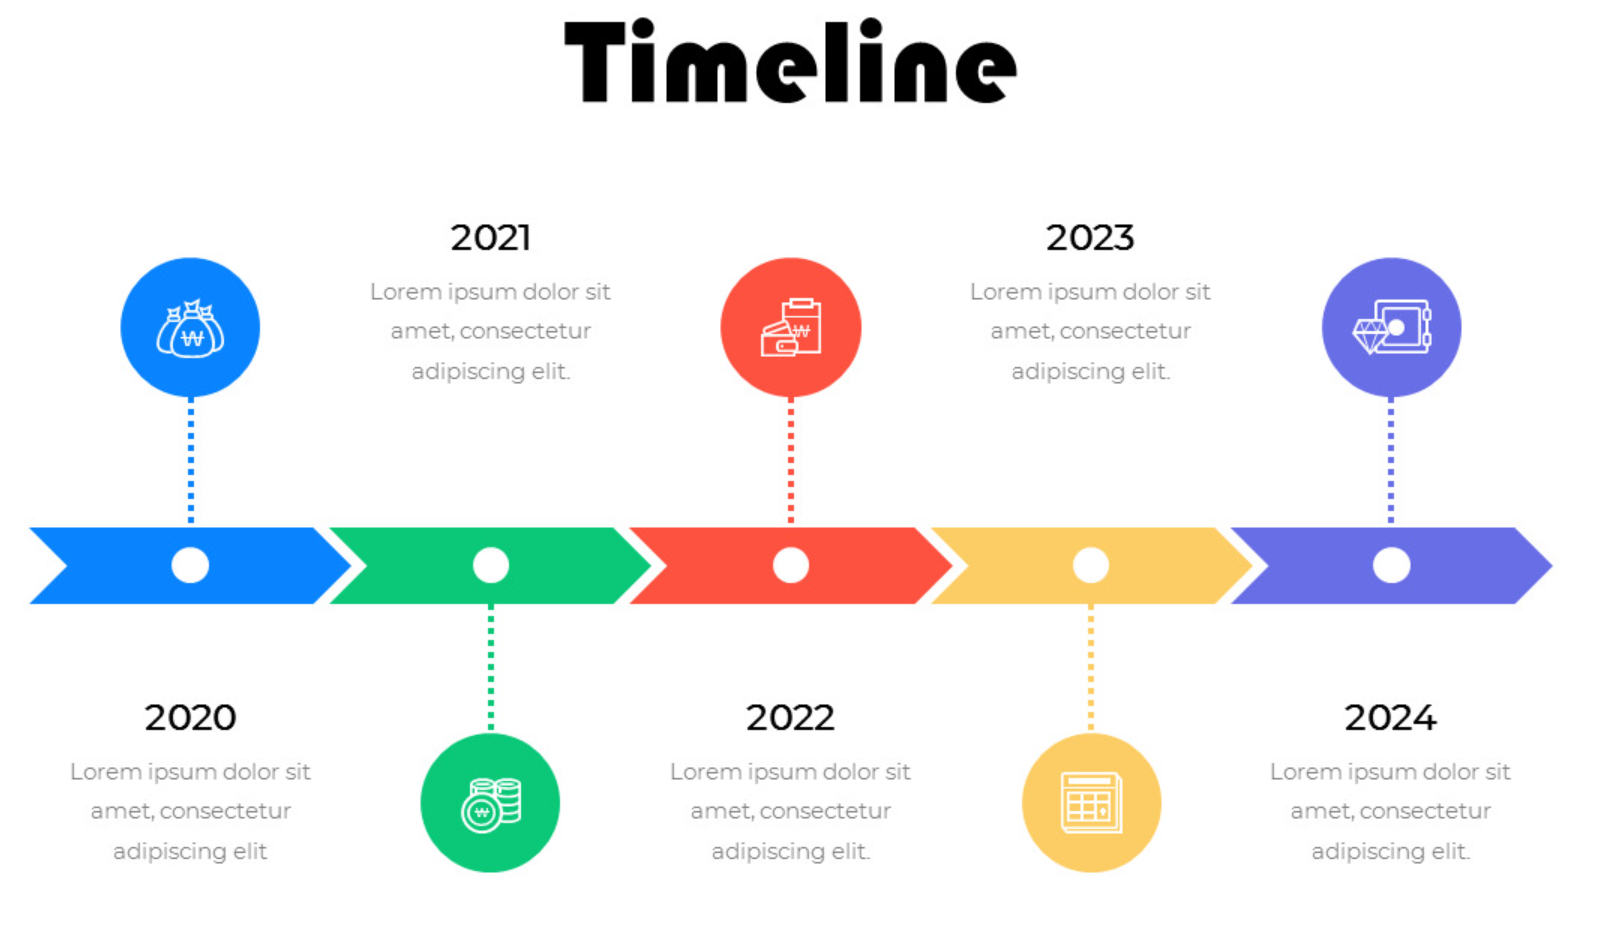 Timeline
2021
Lorem ipsum dolor sit
amet, consectetur
adipiscing elit.
2023
Lorem ipsum dolor sit
amet, consectetur
adipiscing elit.
₩
₩
2020
Lorem ipsum dolor sit
amet, consectetur
adipiscing elit
₩
2022
Lorem ipsum dolor sit
amet, consectetur
adipiscing elit.
2024
Lorem ipsum dolor sit
amet, consectetur
adipiscing elit.